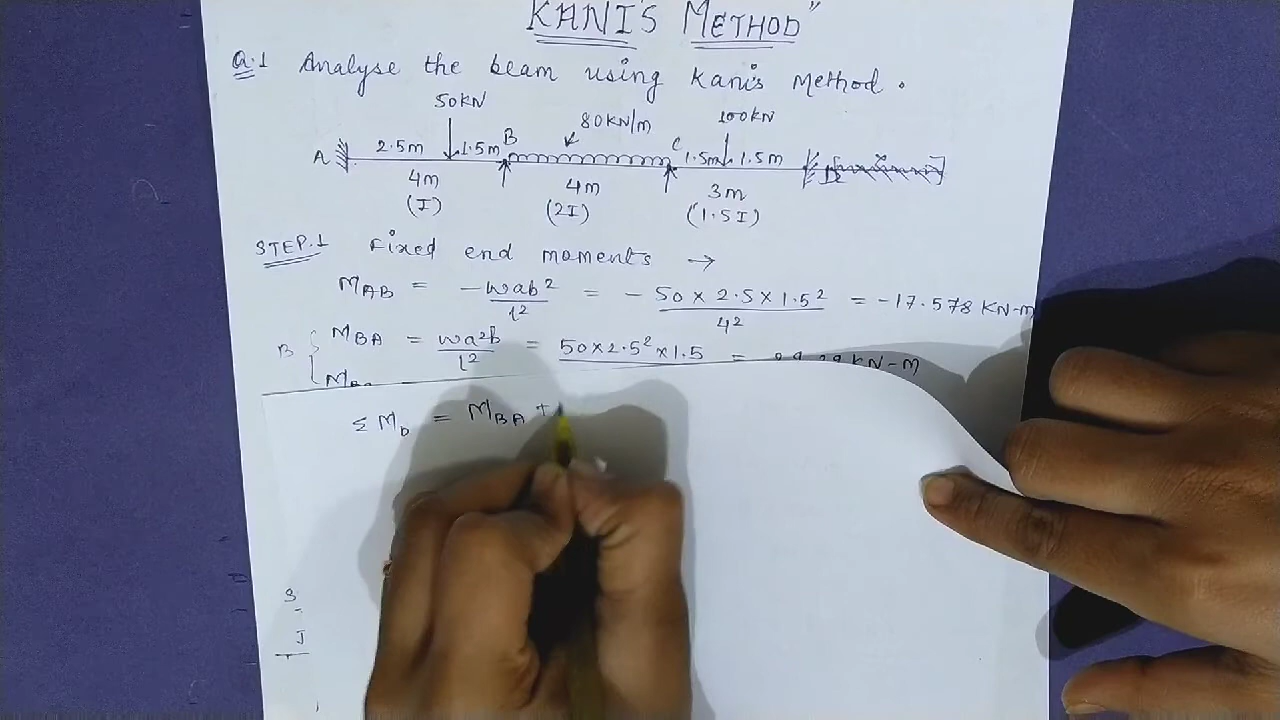 KANI'S METHOD"
Q.1 Analyse the beam using Kani's Method.
50KN 80KN/m 100KN
A 2.5m 1.5m B C 1.5m 1.5m
4m 4m 3m
(I) (2I) (1.5I)
STEP.1 Fixed end moments →
MAB = -wab²/l² = - 50 × 2.5 × 1.5²/4² = -17.578 KN-m
B { MBA = wa²b/l² = 50×2.5²×1.5 = KN-m
Σ MD = MBA +